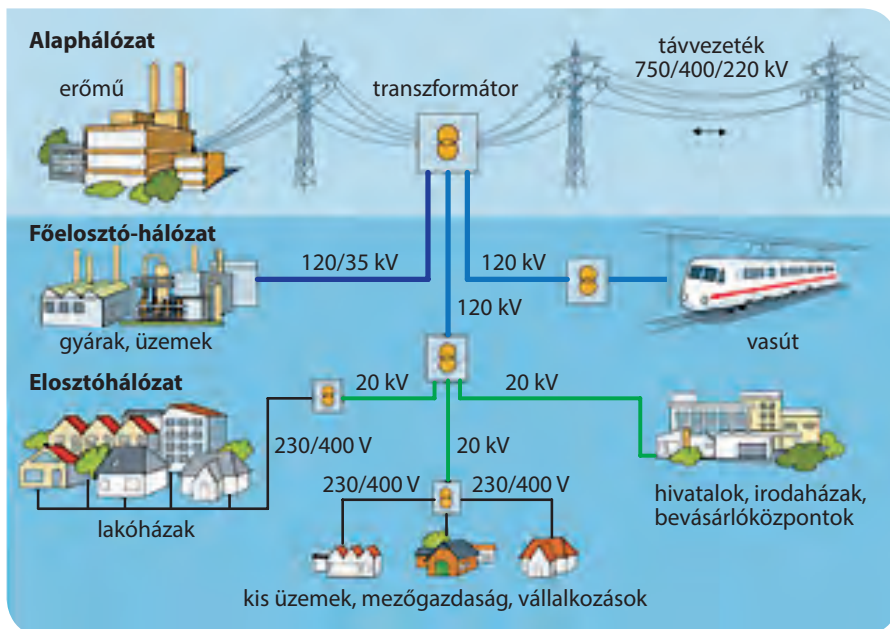 Alaphálózat
erőmű
transzformátor
távvezeték
750/400/220 kV
Főelosztó-hálózat
120/35 kV
120 kV
120 kV
gyárak, üzemek
vasút
Elosztóhálózat
20 kV
20 kV
230/400 V
20 kV
230/400 V
230/400 V
lakóházak
hivatalok, irodaházak,
bevásárlóközpontok
kis üzemek, mezőgazdaság, vállalkozások